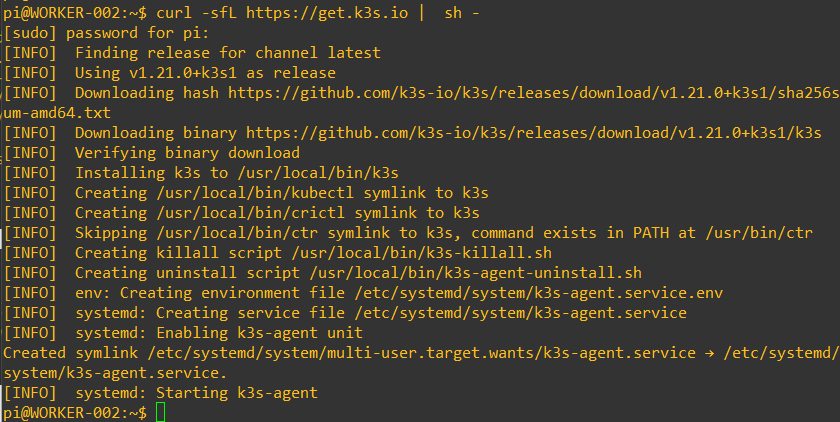 pi@WORKER-002:~$ curl -sfL https://get.k3s.io |  sh -
[sudo] password for pi:
[INFO]  Finding release for channel latest
[INFO]  Using v1.21.0+k3s1 as release
[INFO]  Downloading hash https://github.com/k3s-io/k3s/releases/download/v1.21.0+k3s1/sha256s
um-amd64.txt
[INFO]  Downloading binary https://github.com/k3s-io/k3s/releases/download/v1.21.0+k3s1/k3s
[INFO]  Verifying binary download
[INFO]  Installing k3s to /usr/local/bin/k3s
[INFO]  Creating /usr/local/bin/kubectl symlink to k3s
[INFO]  Creating /usr/local/bin/crictl symlink to k3s
[INFO]  Skipping /usr/local/bin/ctr symlink to k3s, command exists in PATH at /usr/bin/ctr
[INFO]  Creating killall script /usr/local/bin/k3s-killall.sh
[INFO]  Creating uninstall script /usr/local/bin/k3s-agent-uninstall.sh
[INFO]  env: Creating environment file /etc/systemd/system/k3s-agent.service.env
[INFO]  systemd: Creating service file /etc/systemd/system/k3s-agent.service
[INFO]  systemd: Enabling k3s-agent unit
Created symlink /etc/systemd/system/multi-user.target.wants/k3s-agent.service → /etc/systemd/
system/k3s-agent.service.
[INFO]  systemd: Starting k3s-agent
pi@WORKER-002:~$